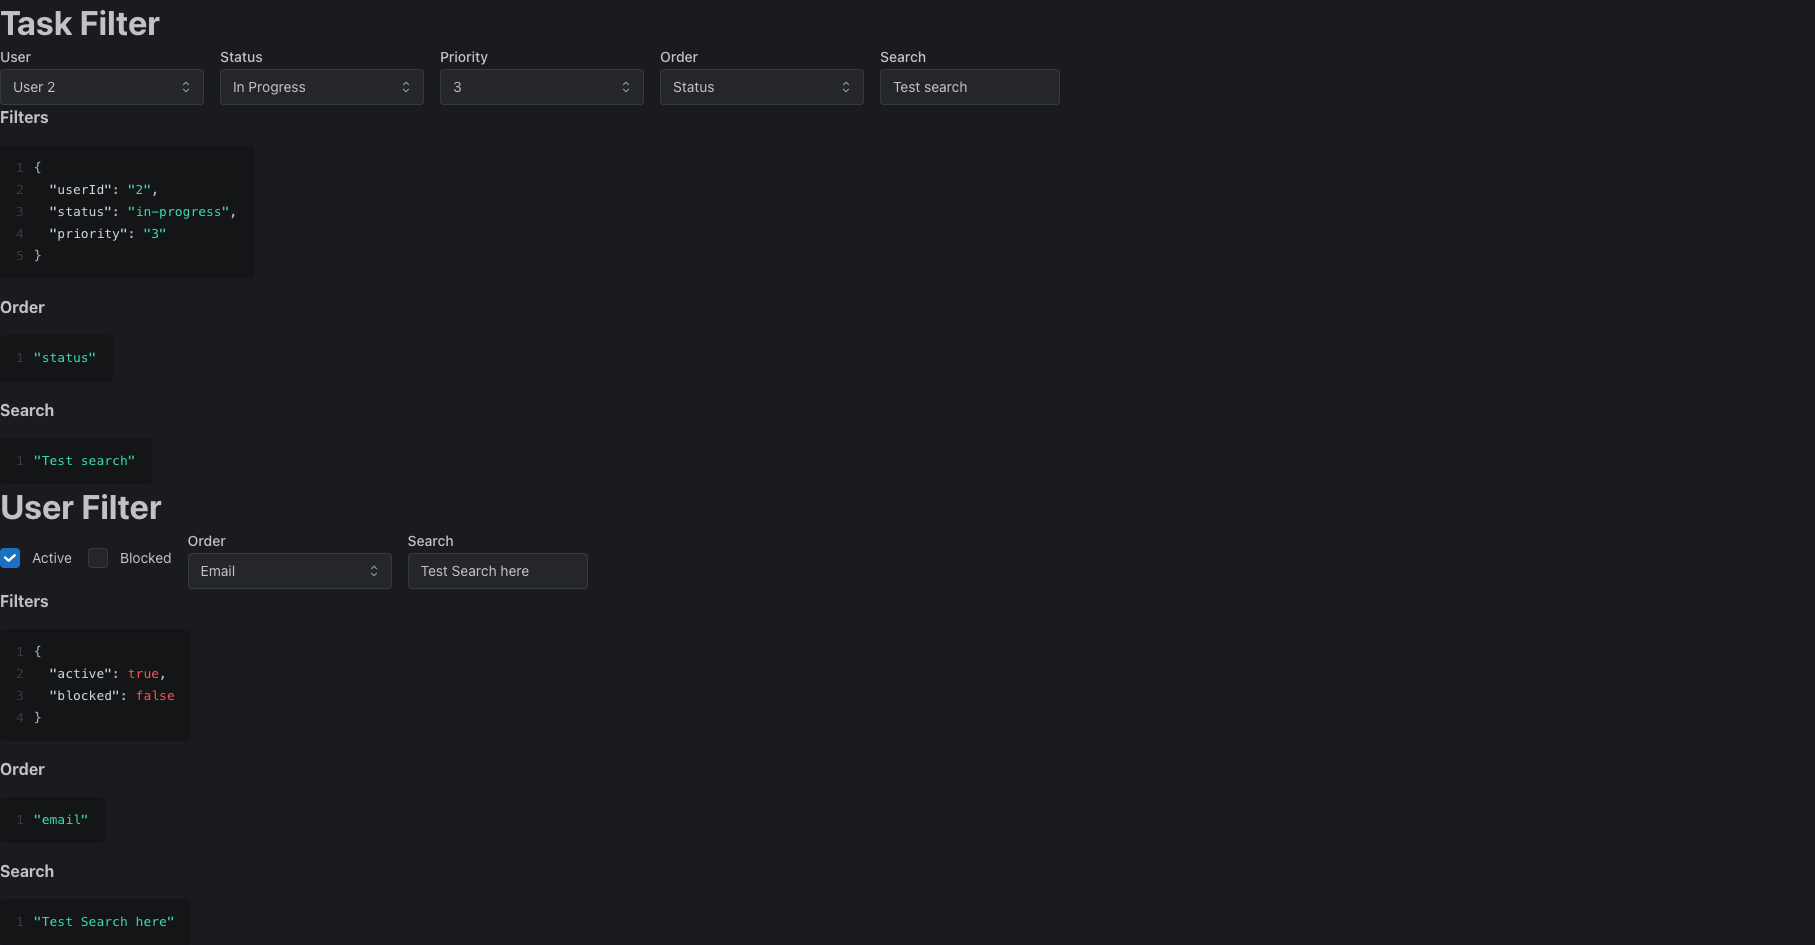 Task Filter
User Status Priority Order Search
User 2 In Progress 3 Status Test search
Filters
1 {
2 "userId": "2",
3 "status": "in-progress",
4 "priority": "3"
5 }
Order
1 "status"
Search
1 "Test search"
User Filter
Order Search
Active Blocked Email Test Search here
Filters
1 {
2 "active": true,
3 "blocked": false
4 }
Order
1 "email"
Search
1 "Test Search here"